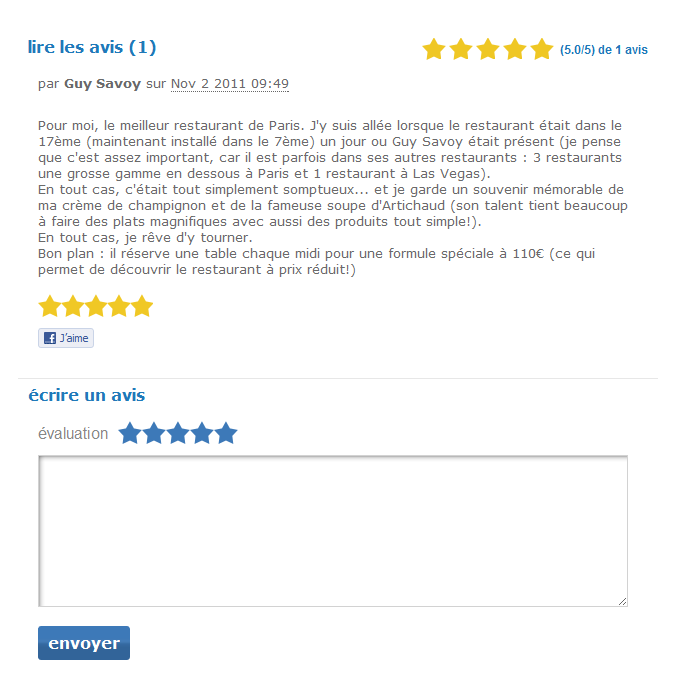 lire les avis (1)
(5.0/5) de 1 avis
par Guy Savoy sur Nov 2 2011 09:49
Pour moi, le meilleur restaurant de Paris. J'y suis allée lorsque le restaurant était dans le
17ème (maintenant installé dans le 7ème) un jour ou Guy Savoy était présent (je pense
que c'est assez important, car il est parfois dans ses autres restaurants : 3 restaurants
une grosse gamme en dessous à Paris et 1 restaurant à Las Vegas).
En tout cas, c'était tout simplement somptueux... et je garde un souvenir mémorable de
ma crème de champignon et de la fameuse soupe d'Artichaud (son talent tient beaucoup
à faire des plats magnifiques avec aussi des produits tout simple!).
En tout cas, je rêve d'y tourner.
Bon plan : il réserve une table chaque midi pour une formule spéciale à 110€ (ce qui
permet de découvrir le restaurant à prix réduit!)
J'aime
écrire un avis
évaluation
envoyer